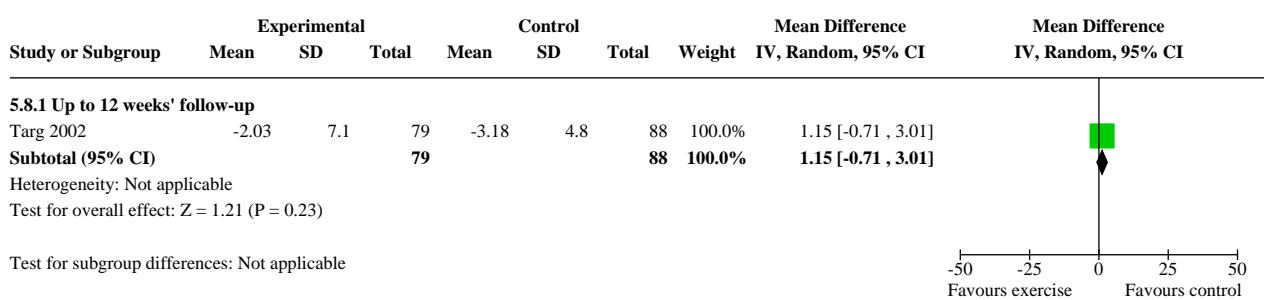 Experimental Control Mean Difference Mean Difference
Study or Subgroup Mean SD Total Mean SD Total Weight IV, Random, 95% CI IV, Random, 95% CI
5.8.1 Up to 12 weeks' follow-up
Targ 2002 -2.03 7.1 79 -3.18 4.8 88 100.0% 1.15 [-0.71 , 3.01]
Subtotal (95% CI) 79 88 100.0% 1.15 [-0.71 , 3.01]
Heterogeneity: Not applicable
Test for overall effect: Z = 1.21 (P = 0.23)
Test for subgroup differences: Not applicable
-50 -25 0 25 50
Favours exercise Favours control